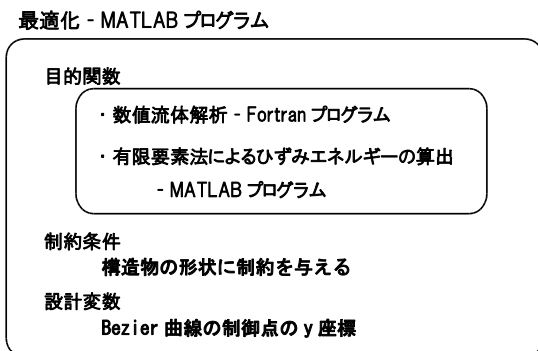 最適化 - MATLAB プログラム
目的関数
・数値流体解析 - Fortran プログラム
・有限要素法によるひずみエネルギーの算出
- MATLAB プログラム
制約条件
構造物の形状に制約を与える
設計変数
Bezier 曲線の制御点の y 座標